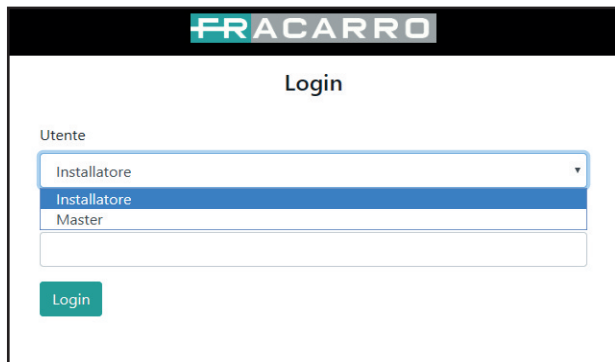 FRACARRO
Login
Utente
Installatore
Installatore
Master
Login